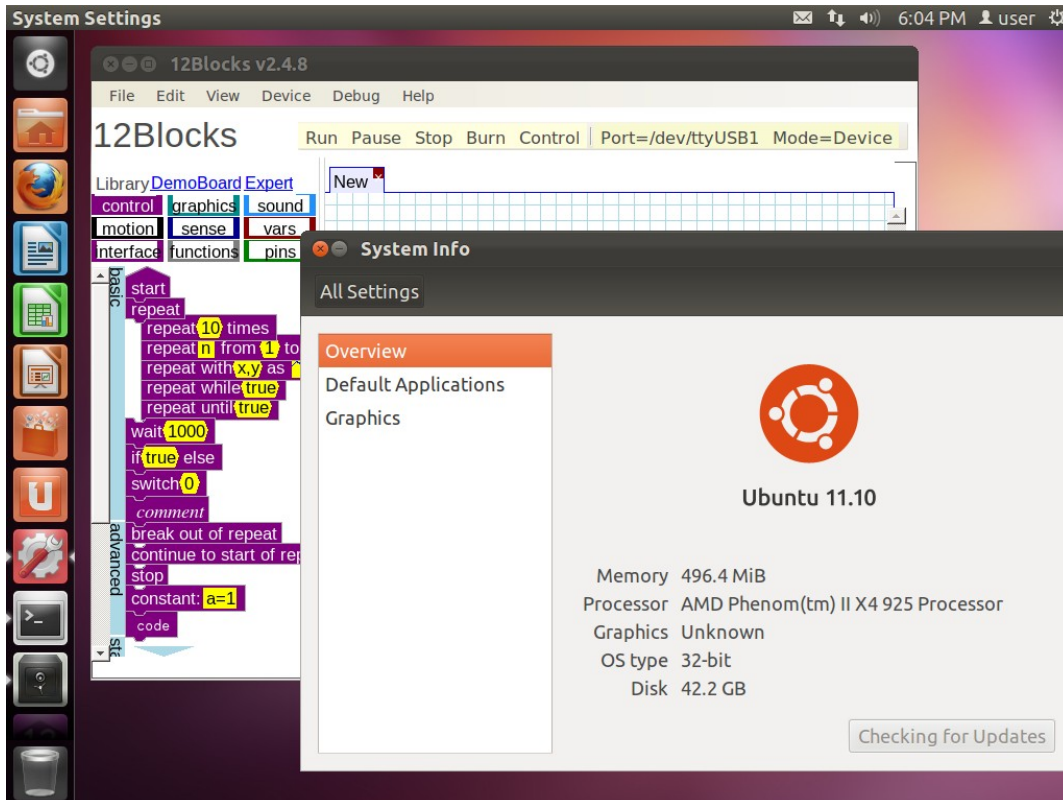 System Settings
6:04 PM user
12Blocks v2.4.8
File Edit View Device Debug Help
12Blocks
Run Pause Stop Burn Control Port=/dev/ttyUSB1 Mode=Device
Library DemoBoard Expert
New
control graphics sound
motion sense vars
interface functions pins
basic
start
repeat
repeat 10 times
repeat n from 1 to
repeat with x,y as
repeat while true
repeat until true
wait 1000
if true else
switch 0
comment
advanced
break out of repeat
continue to start of rep
stop
constant: a=1
code
sta
System Info
All Settings
Overview
Default Applications
Graphics
Ubuntu 11.10
Memory 496.4 MiB
Processor AMD Phenom(tm) II X4 925 Processor
Graphics Unknown
OS type 32-bit
Disk 42.2 GB
Checking for Updates